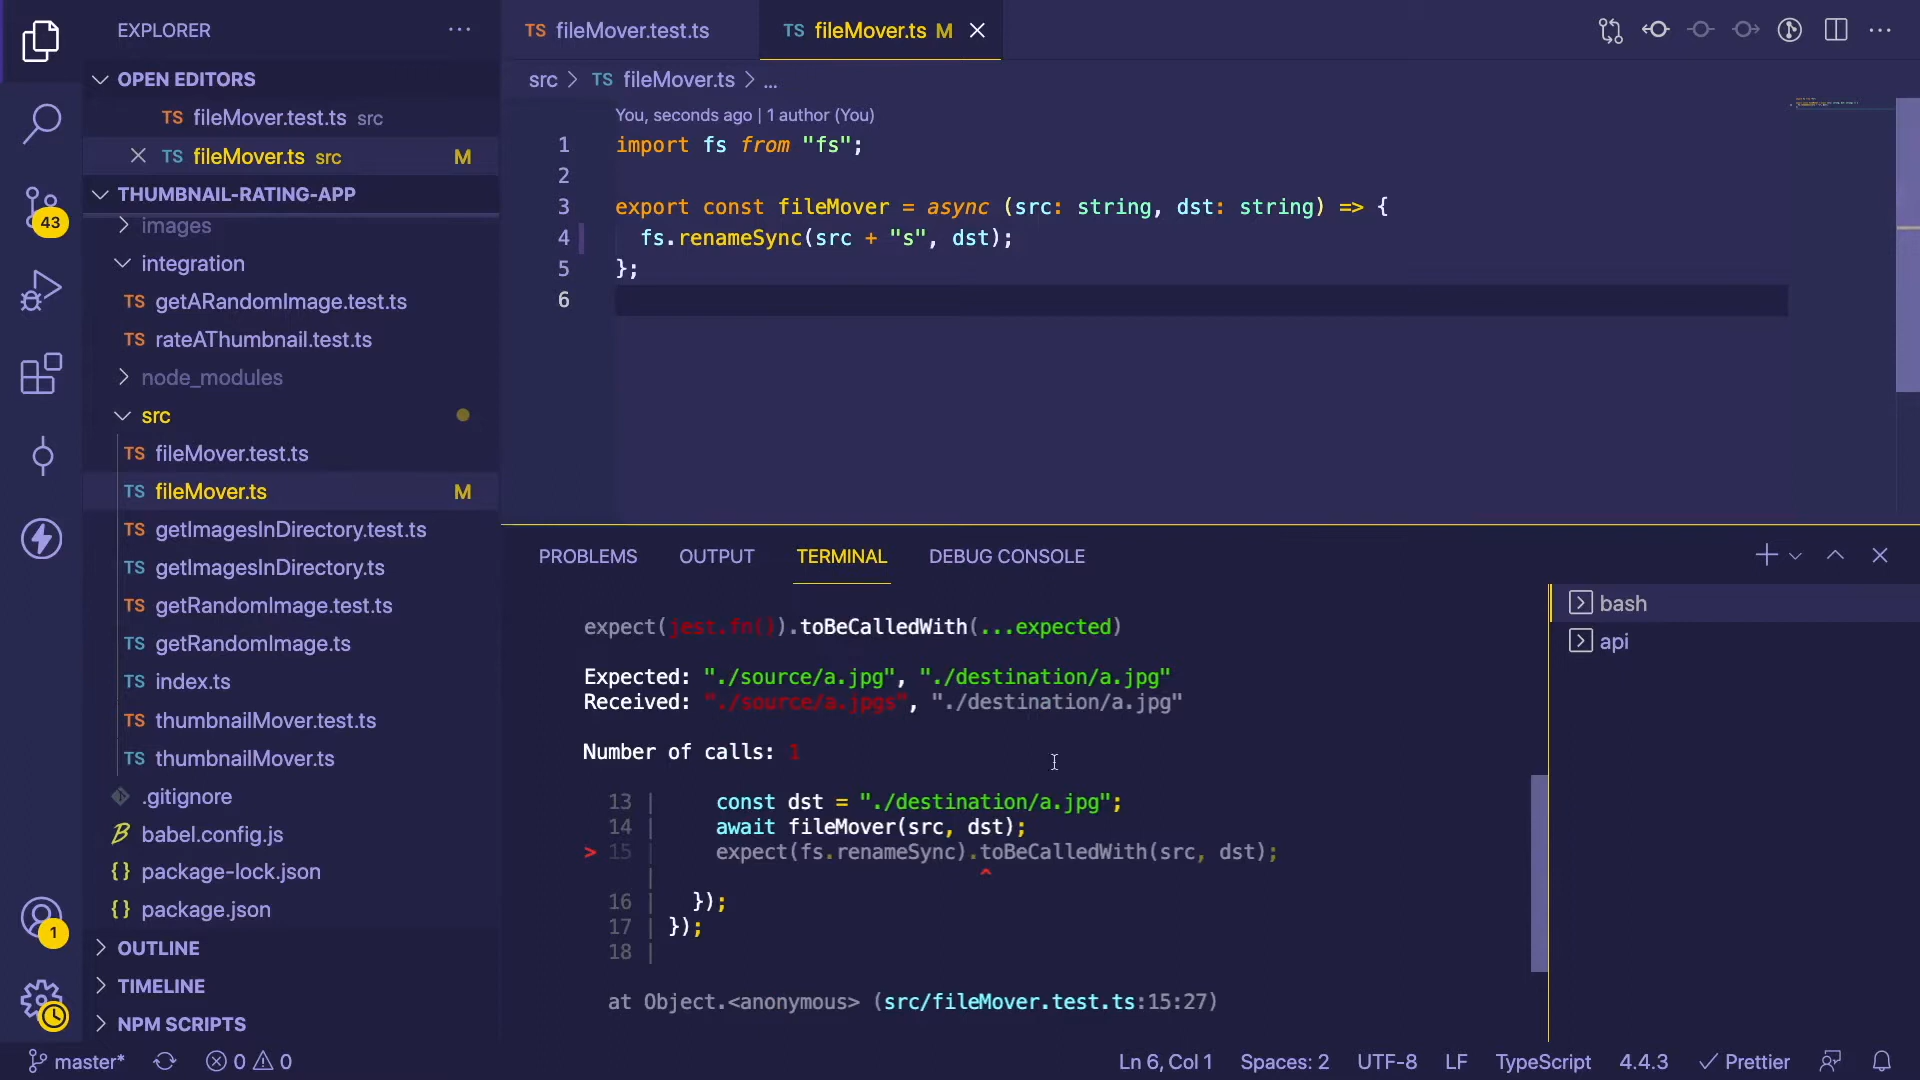 EXPLORER
OPEN EDITORS
TS fileMover.test.ts src
TS fileMover.ts src M
THUMBNAIL-RATING-APP
images
integration
TS getARandomImage.test.ts
TS rateAThumbnail.test.ts
node_modules
src
TS fileMover.test.ts
TS fileMover.ts M
TS getImagesInDirectory.test.ts
TS getImagesInDirectory.ts
TS getRandomImage.test.ts
TS getRandomImage.ts
TS index.ts
TS thumbnailMover.test.ts
TS thumbnailMover.ts
.gitignore
babel.config.js
{} package-lock.json
{} package.json
OUTLINE
TIMELINE
NPM SCRIPTS
43
1
TS fileMover.test.ts
TS fileMover.ts M
src > TS fileMover.ts > ...
You, seconds ago | 1 author (You)
1 import fs from "fs";
2
3 export const fileMover = async (src: string, dst: string) => {
4 fs.renameSync(src + "s", dst);
5 };
6
PROBLEMS OUTPUT TERMINAL DEBUG CONSOLE
expect(jest.fn()).toBeCalledWith(...expected)
Expected: "./source/a.jpg", "./destination/a.jpg"
Received: "./source/a.jpgs", "./destination/a.jpg"
Number of calls: 1
13 | const dst = "./destination/a.jpg";
14 | await fileMover(src, dst);
> 15 | expect(fs.renameSync).toBeCalledWith(src, dst);
| ^
16 | });
17 | });
18 |
at Object.<anonymous> (src/fileMover.test.ts:15:27)
bash
api
master* 0 0 Ln 6, Col 1 Spaces: 2 UTF-8 LF TypeScript 4.4.3 Prettier